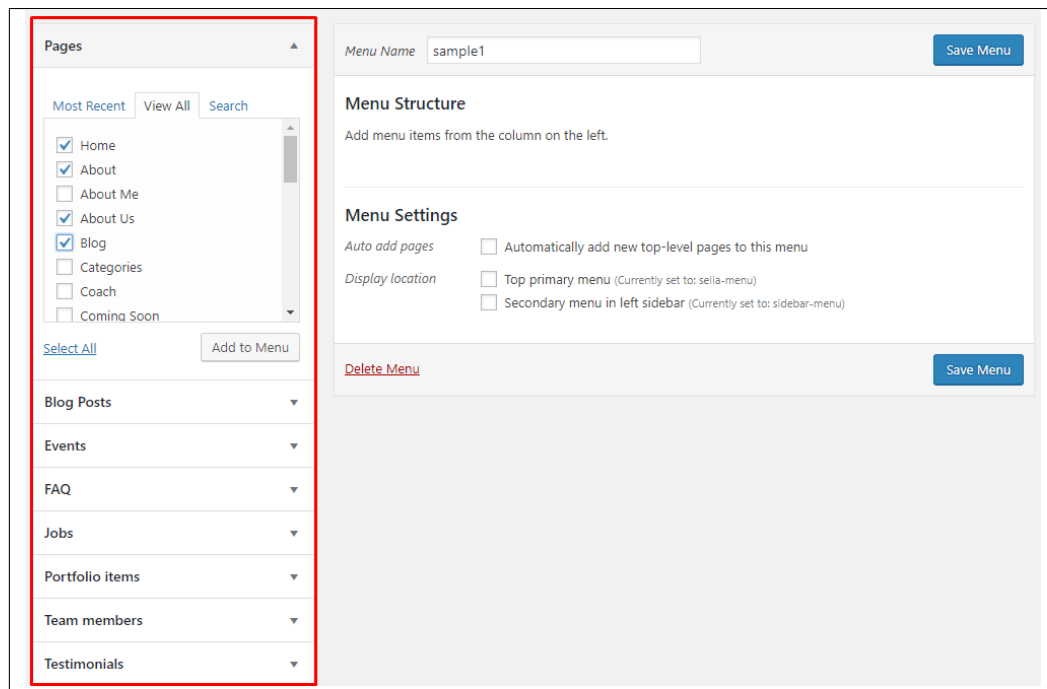 Pages
Most Recent View All Search
Home
About
About Me
About Us
Blog
Categories
Coach
Coming Soon
Select All Add to Menu
Blog Posts
Events
FAQ
Jobs
Portfolio items
Team members
Testimonials
Menu Name sample1 Save Menu
Menu Structure
Add menu items from the column on the left.
Menu Settings
Auto add pages Automatically add new top-level pages to this menu
Display location Top primary menu (Currently set to: sella-menu)
Secondary menu in left sidebar (Currently set to: sidebar-menu)
Delete Menu Save Menu